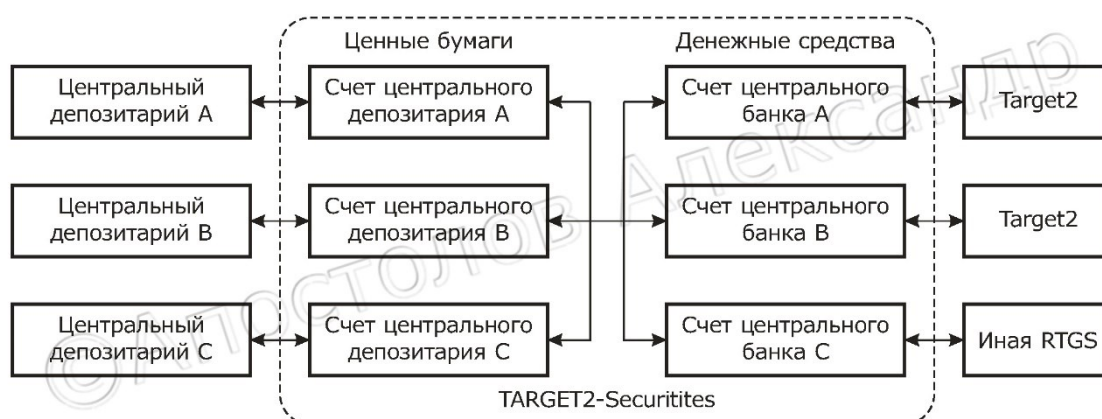 Ценные бумаги
Денежные средства
Центральный
депозитарий A
Счет центрального
депозитария A
Счет центрального
банка A
Target2
Центральный
депозитарий B
Счет центрального
депозитария B
Счет центрального
банка B
Target2
Центральный
депозитарий C
Счет центрального
депозитария C
Счет центрального
банка C
Иная RTGS
TARGET2-Securitites
©Апостолов Александр